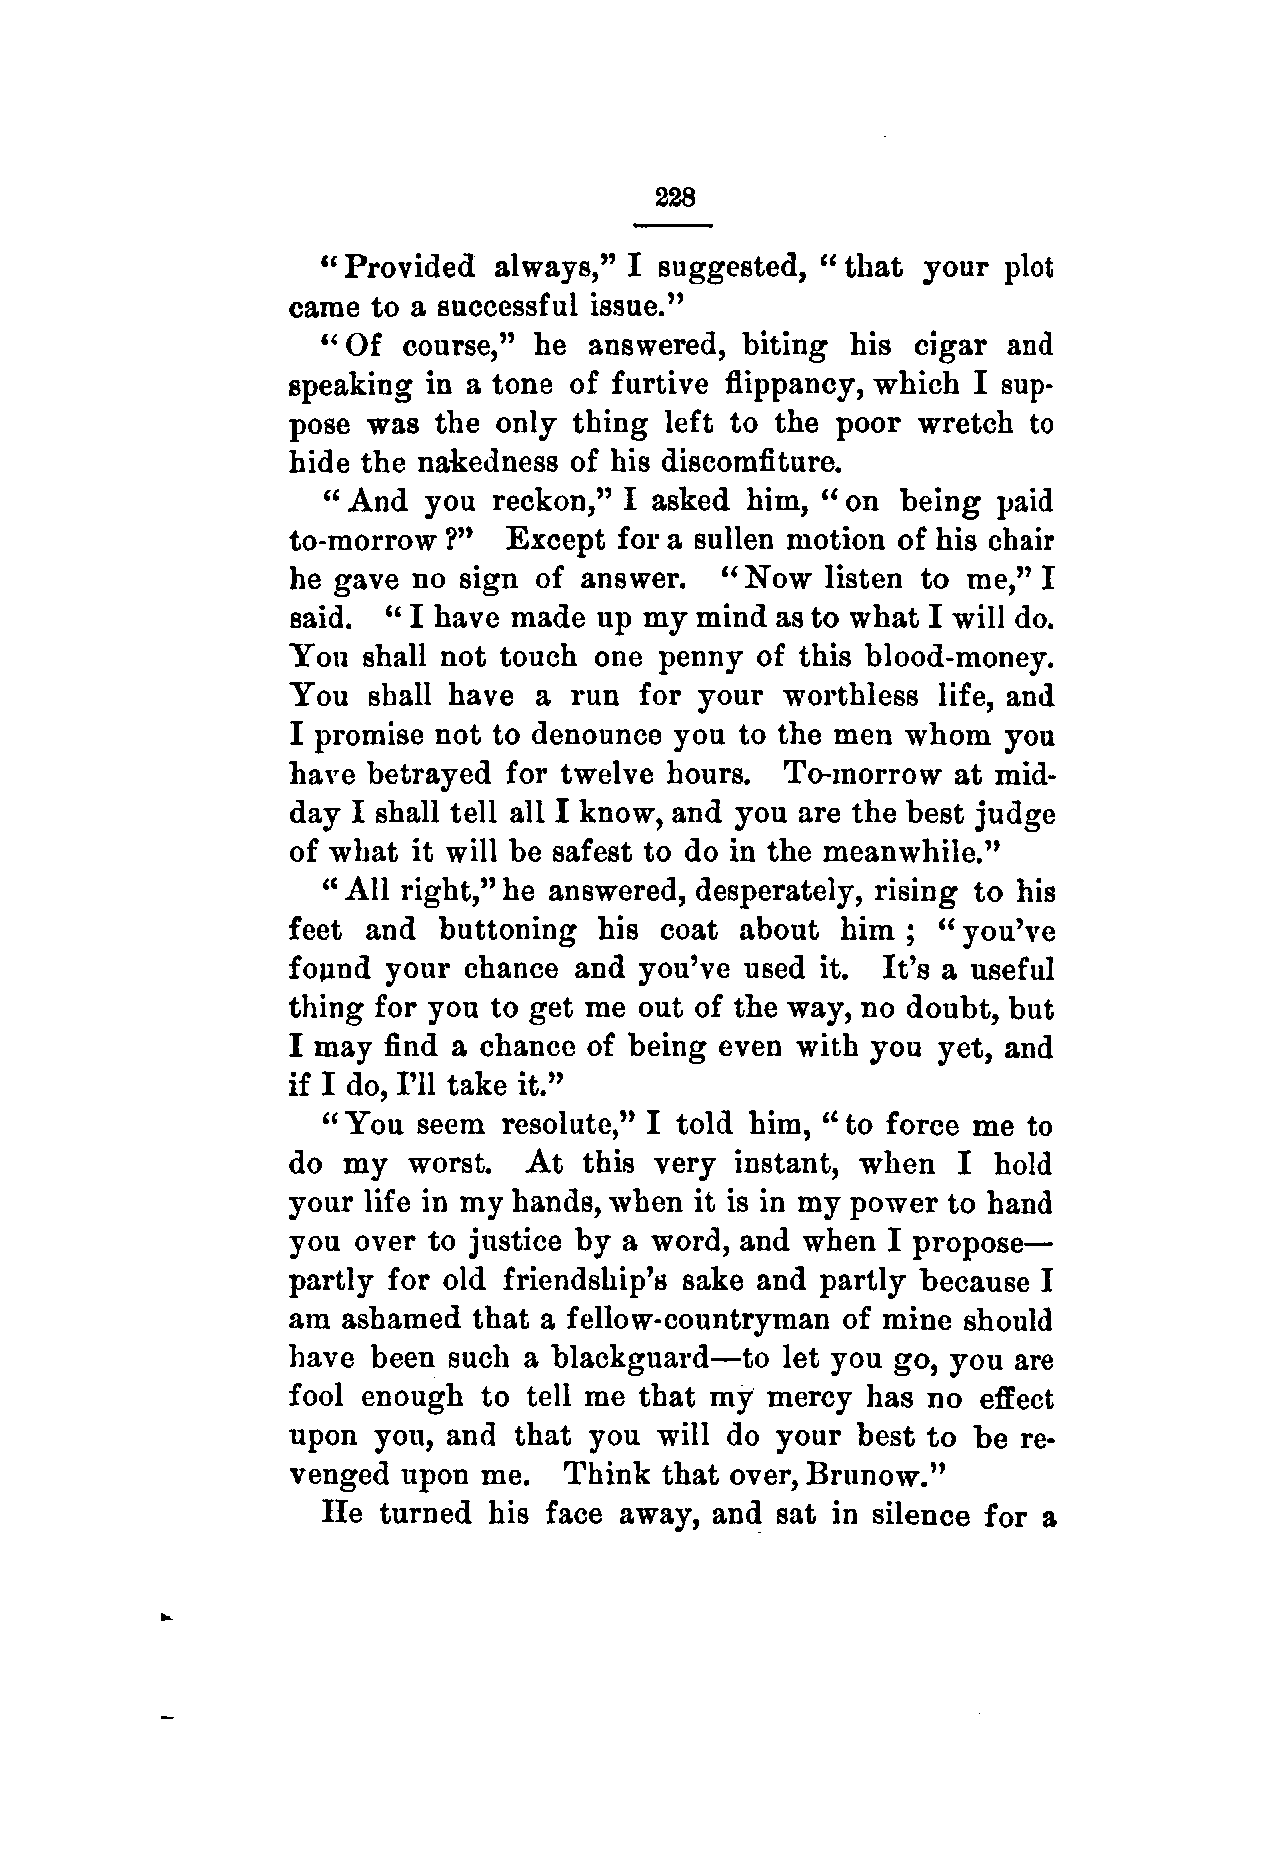 228
“Provided always,” I suggested, “that your plot
came to a successful issue.”
“Of course,” he answered, biting his cigar and
speaking in a tone of furtive flippancy, which I sup-
pose was the only thing left to the poor wretch to
hide the nakedness of his discomfiture.
“And you reckon,” I asked him, “on being paid
to-morrow?” Except for a sullen motion of his chair
he gave no sign of answer. “Now listen to me,” I
said. “I have made up my mind as to what I will do.
You shall not touch one penny of this blood-money.
You shall have a run for your worthless life, and
I promise not to denounce you to the men whom you
have betrayed for twelve hours. To-morrow at mid-
day I shall tell all I know, and you are the best judge
of what it will be safest to do in the meanwhile.”
“All right,” he answered, desperately, rising to his
feet and buttoning his coat about him; “you’ve
found your chance and you’ve used it. It’s a useful
thing for you to get me out of the way, no doubt, but
I may find a chance of being even with you yet, and
if I do, I’ll take it.”
“You seem resolute,” I told him, “to force me to
do my worst. At this very instant, when I hold
your life in my hands, when it is in my power to hand
you over to justice by a word, and when I propose—
partly for old friendship’s sake and partly because I
am ashamed that a fellow-countryman of mine should
have been such a blackguard—to let you go, you are
fool enough to tell me that my mercy has no effect
upon you, and that you will do your best to be re-
venged upon me. Think that over, Brunow.”
He turned his face away, and sat in silence for a